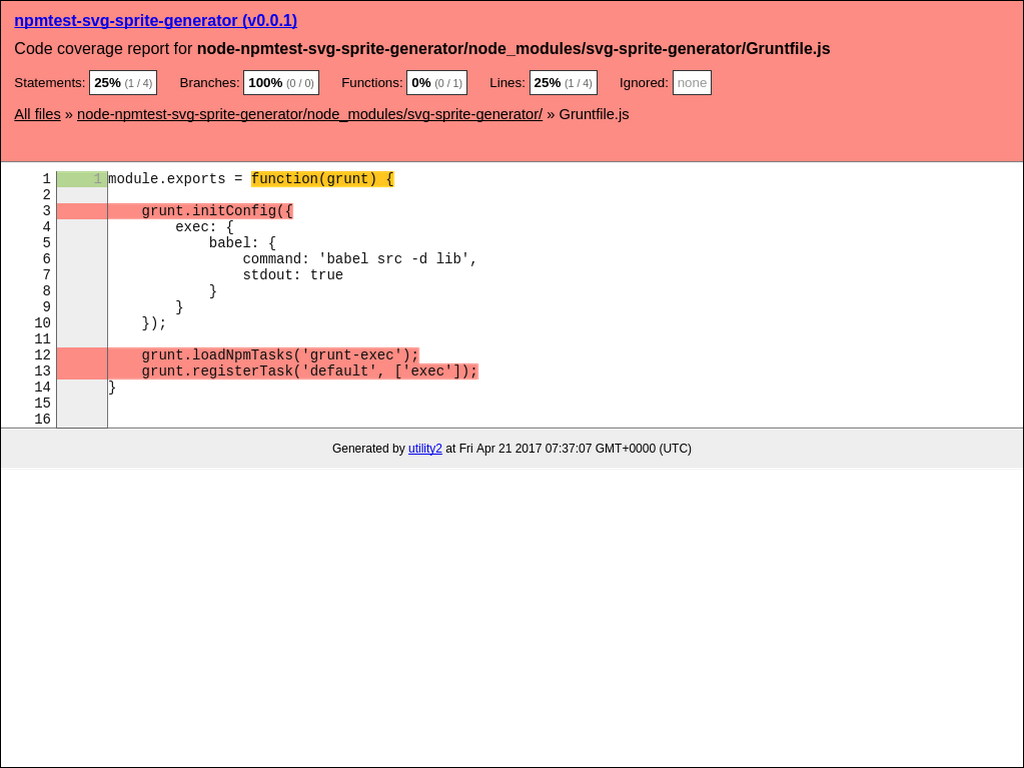 npmtest-svg-sprite-generator (v0.0.1)
Code coverage report for node-npmtest-svg-sprite-generator/node_modules/svg-sprite-generator/Gruntfile.js
Statements: 25% (1 / 4) Branches: 100% (0 / 0) Functions: 0% (0 / 1) Lines: 25% (1 / 4) Ignored: none
All files » node-npmtest-svg-sprite-generator/node_modules/svg-sprite-generator/ » Gruntfile.js
1 1 module.exports = function(grunt) {
2
3     grunt.initConfig({
4         exec: {
5             babel: {
6                 command: 'babel src -d lib',
7                 stdout: true
8             }
9         }
10     });
11
12     grunt.loadNpmTasks('grunt-exec');
13     grunt.registerTask('default', ['exec']);
14 }
15
16
Generated by utility2 at Fri Apr 21 2017 07:37:07 GMT+0000 (UTC)